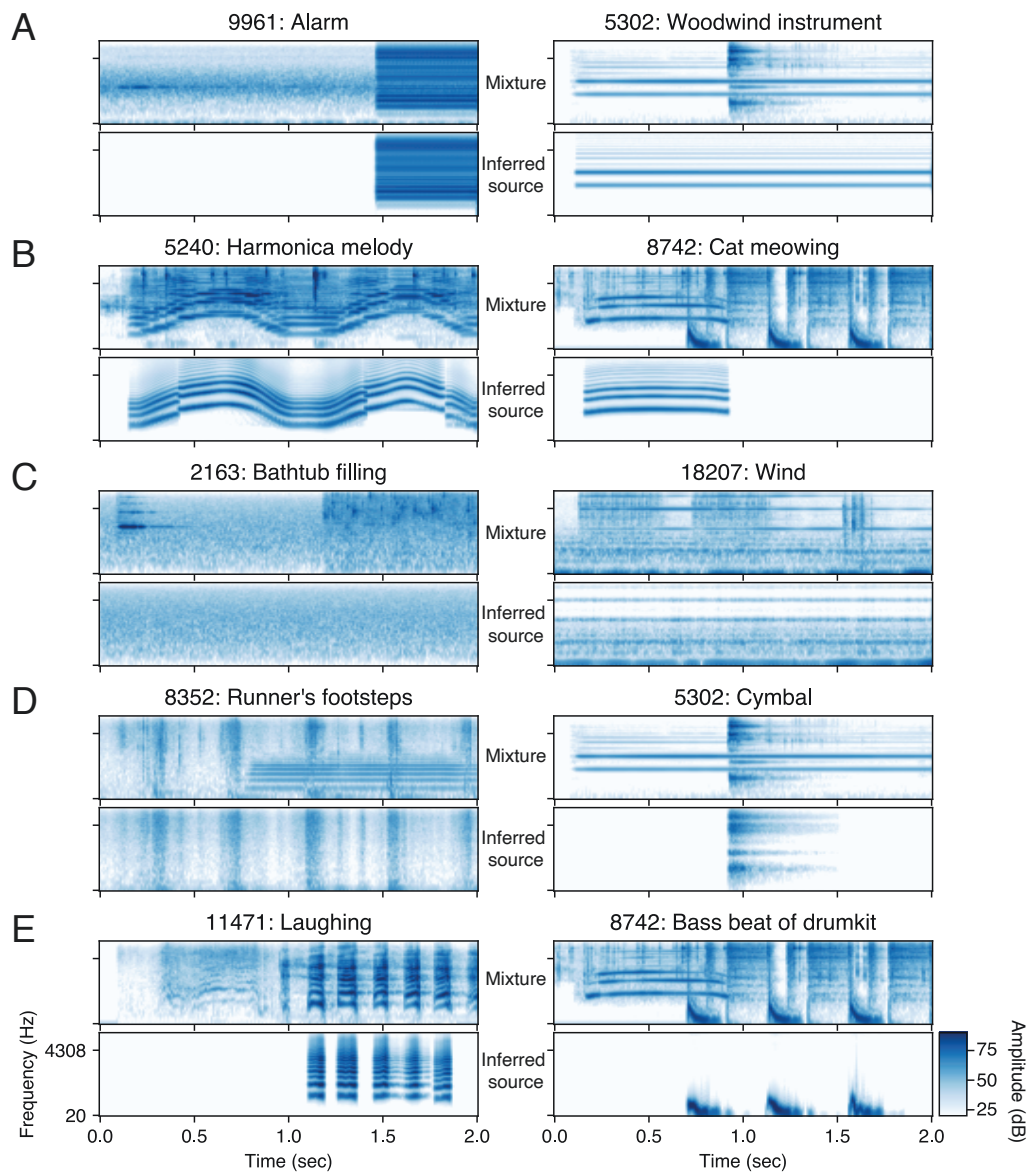 A
9961: Alarm
5302: Woodwind instrument
Mixture
Inferred
source
B
5240: Harmonica melody
8742: Cat meowing
Mixture
Inferred
source
C
2163: Bathtub filling
18207: Wind
Mixture
Inferred
source
D
8352: Runner's footsteps
5302: Cymbal
Mixture
Inferred
source
E
11471: Laughing
8742: Bass beat of drumkit
Mixture
Inferred
source
Frequency (Hz)
4308
20
0.0 0.5 1.0 1.5 2.0
Time (sec)
0.0 0.5 1.0 1.5 2.0
Time (sec)
75
50
25
Amplitude (dB)